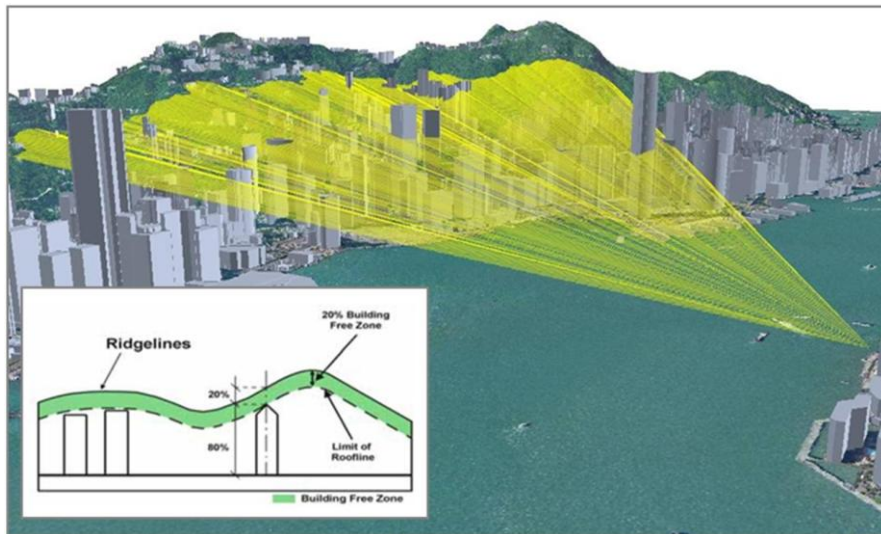 20% Building
Free Zone
Ridgelines
20%
80%
Limit of
Roofline
Building Free Zone